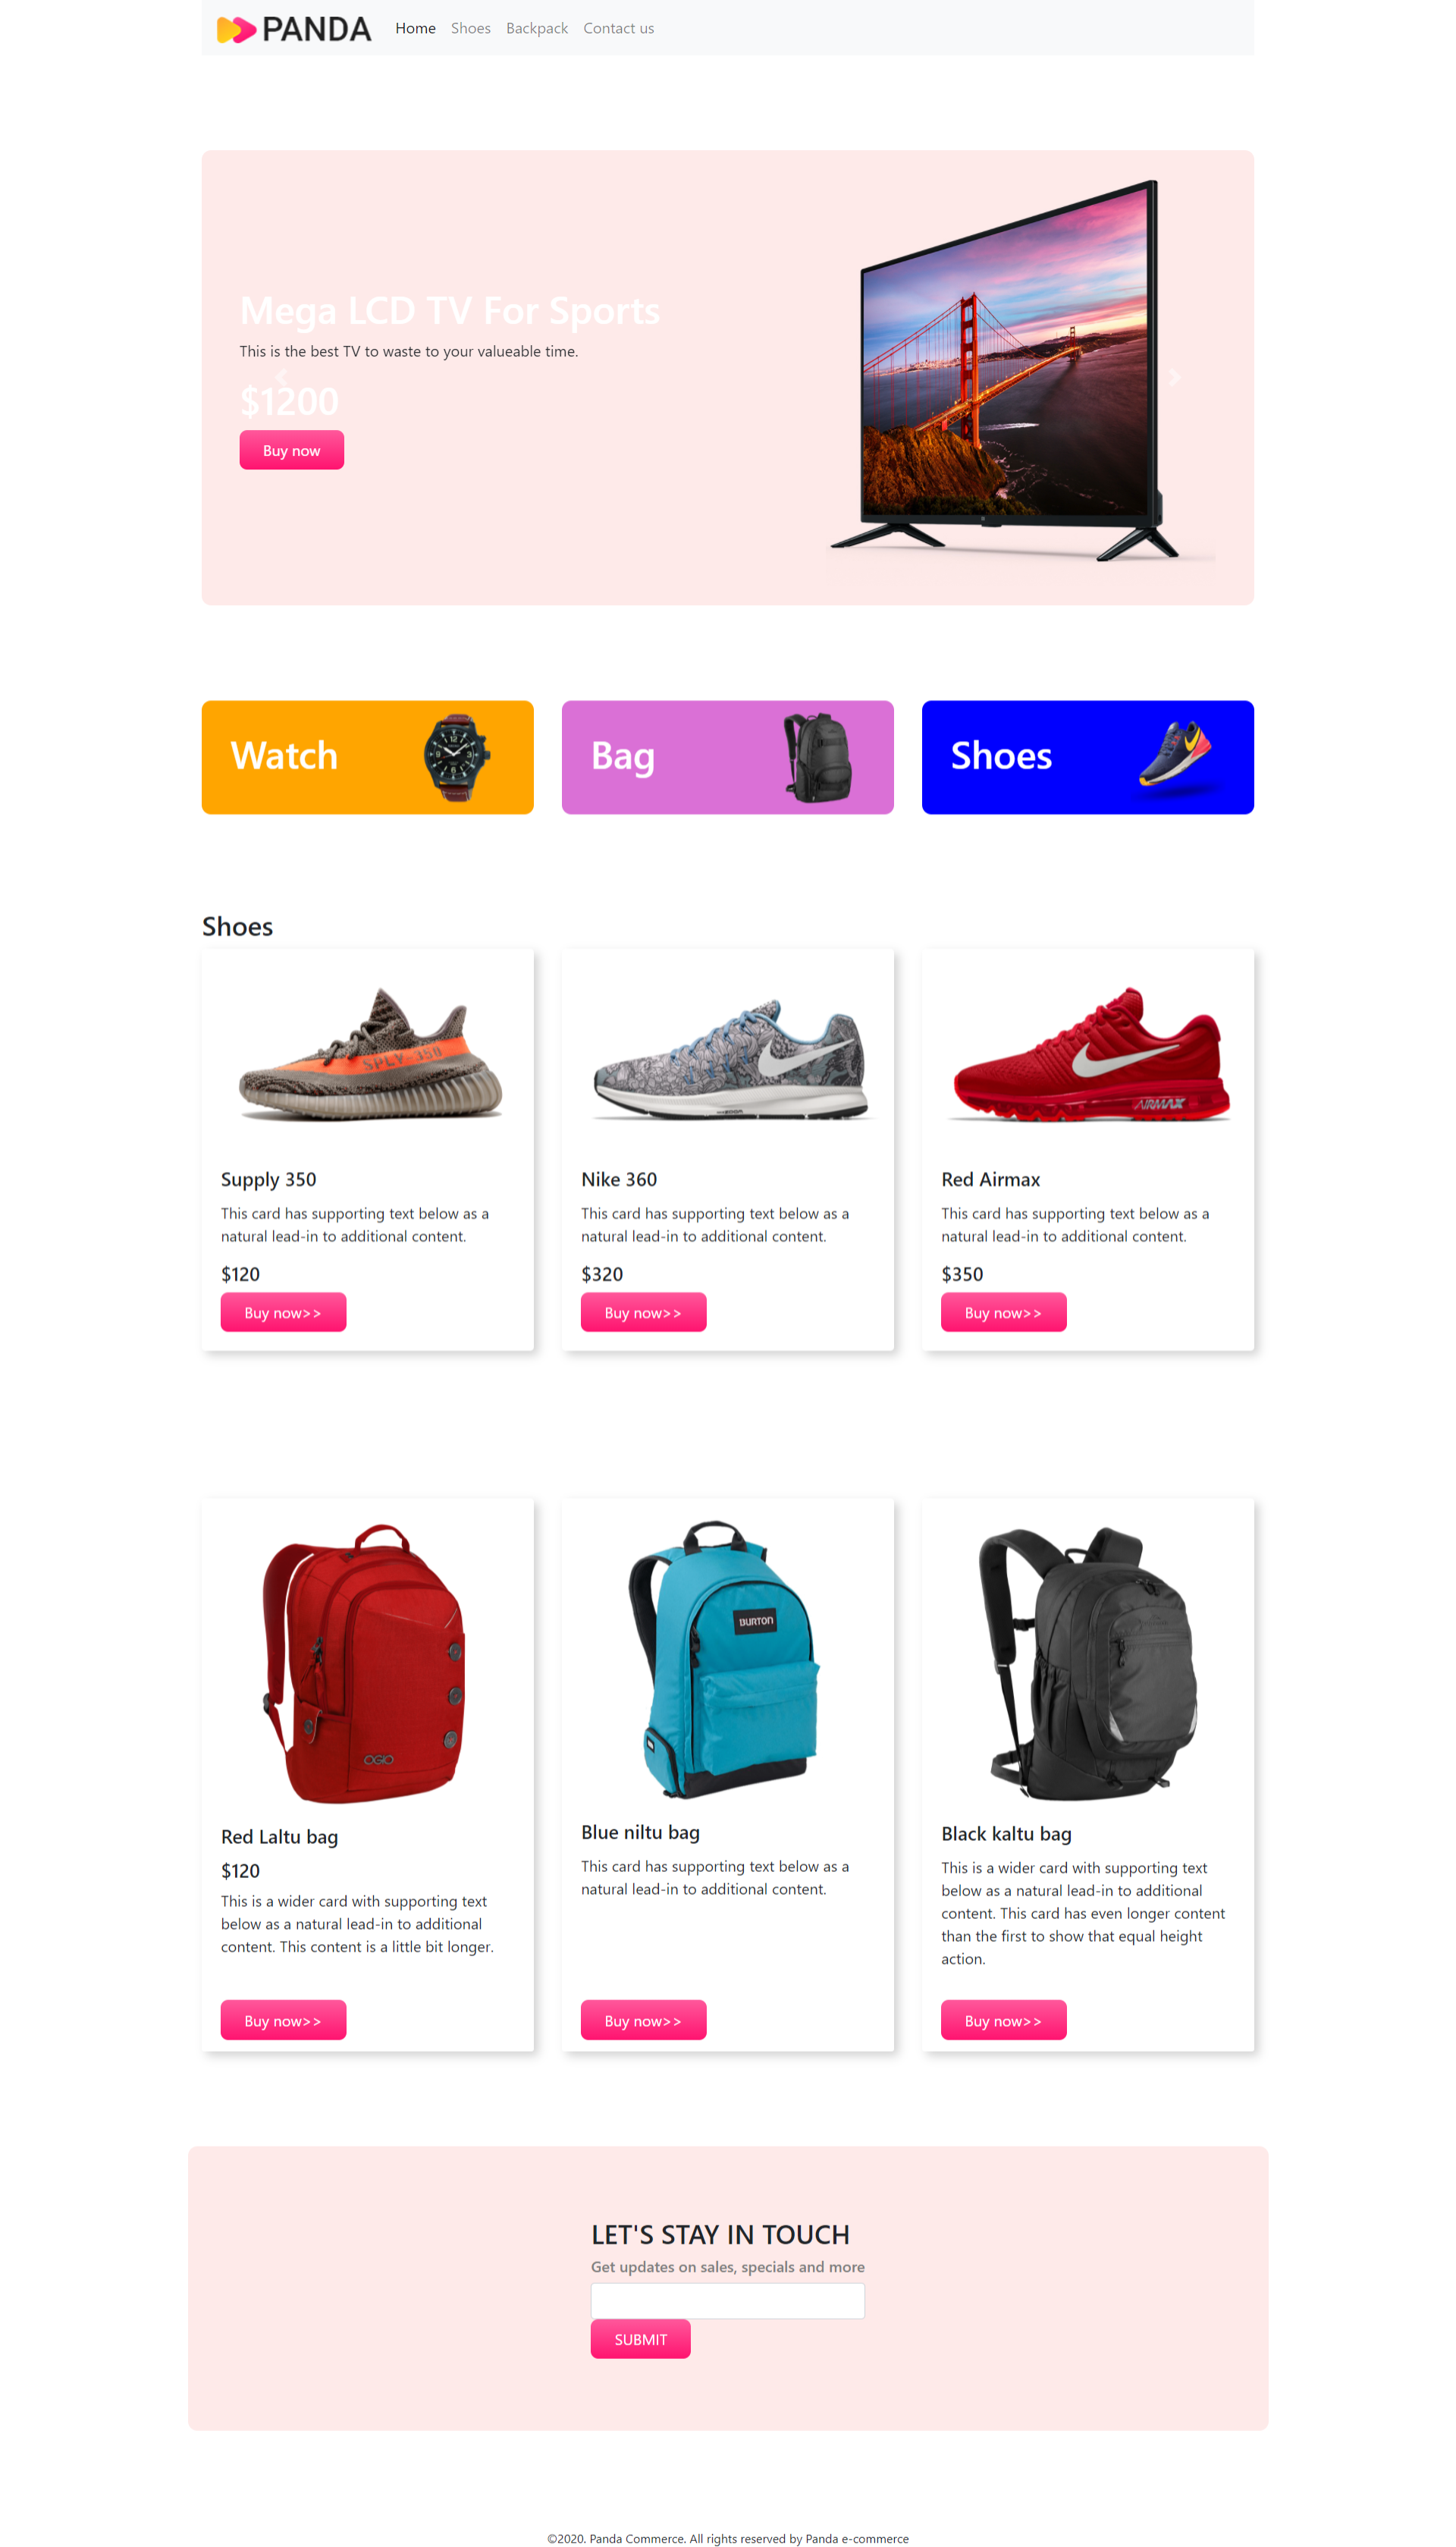 PANDA
Home
Shoes
Backpack
Contact us
Mega LCD TV For Sports
This is the best TV to waste to your valueable time.
$1200
Buy now
Watch
Bag
Shoes
Shoes
SPLY-350
AIRMAX
Supply 350
This card has supporting text below as a
natural lead-in to additional content.
$120
Buy now>>
Nike 360
This card has supporting text below as a
natural lead-in to additional content.
$320
Buy now>>
Red Airmax
This card has supporting text below as a
natural lead-in to additional content.
$350
Buy now>>
OGIO
BURTON
Red Laltu bag
$120
This is a wider card with supporting text
below as a natural lead-in to additional
content. This content is a little bit longer.
Buy now>>
Blue niltu bag
This card has supporting text below as a
natural lead-in to additional content.
Buy now>>
Black kaltu bag
This is a wider card with supporting text
below as a natural lead-in to additional
content. This card has even longer content
than the first to show that equal height
action.
Buy now>>
LET'S STAY IN TOUCH
Get updates on sales, specials and more
SUBMIT
©2020. Panda Commerce. All rights reserved by Panda e-commerce